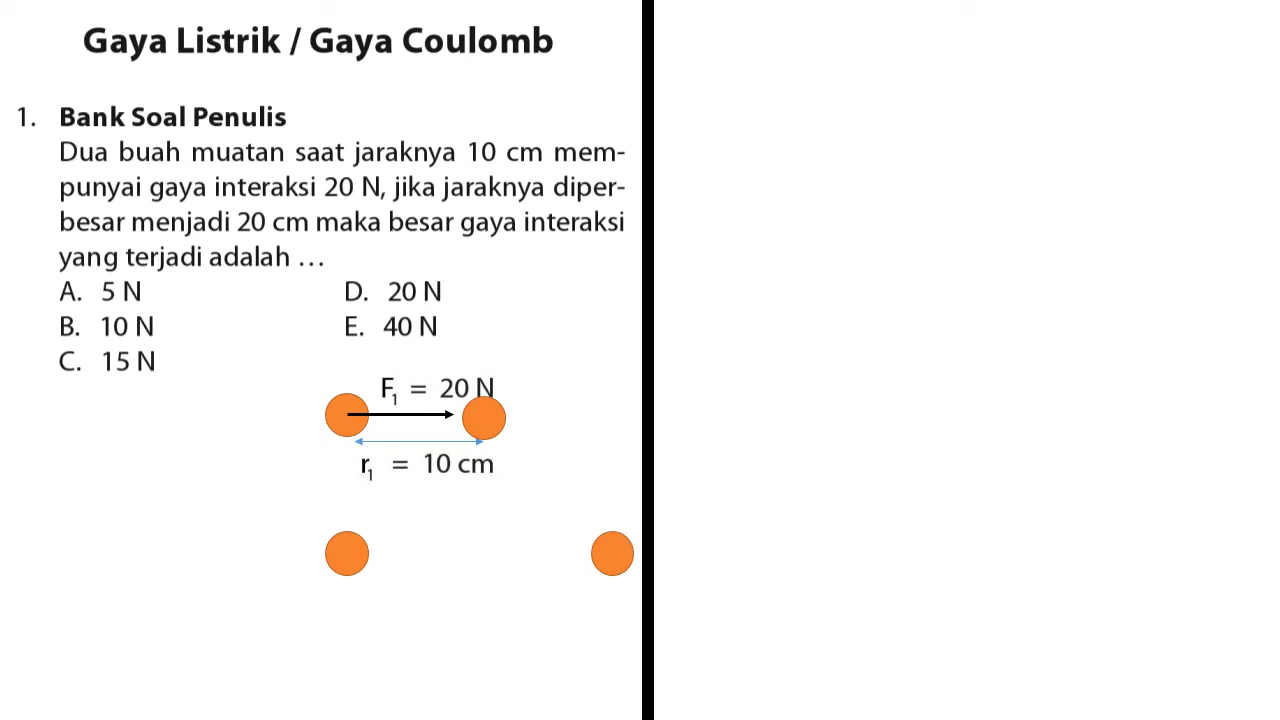 Gaya Listrik / Gaya Coulomb
1. Bank Soal Penulis
Dua buah muatan saat jaraknya 10 cm mem-
punyai gaya interaksi 20 N, jika jaraknya diper-
besar menjadi 20 cm maka besar gaya interaksi
yang terjadi adalah …
A. 5 N D. 20 N
B. 10 N E. 40 N
C. 15 N
F₁ = 20 N
r₁ = 10 cm